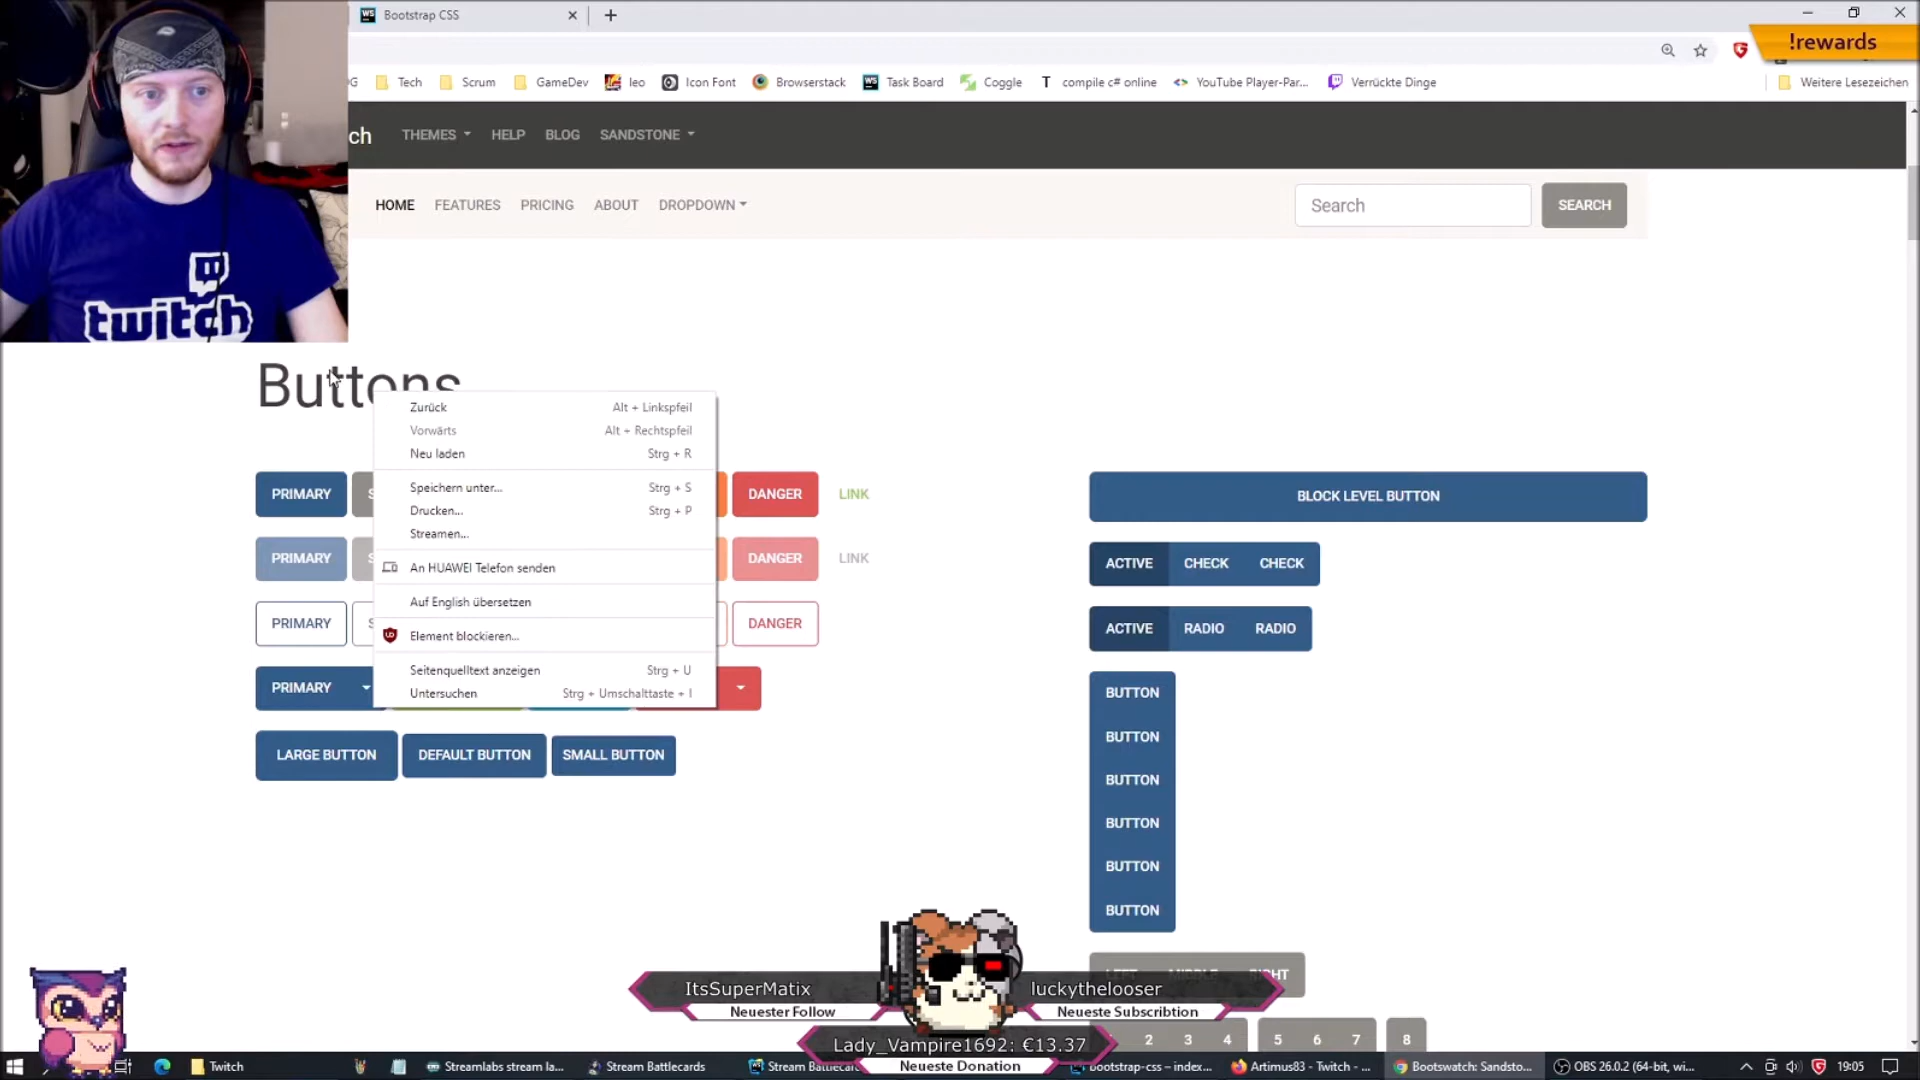 Bootstrap CSS
!rewards
Tech
Scrum
GameDev
leo
Icon Font
Browserstack
Task Board
Coggle
compile c# online
YouTube Player-Par...
Verrückte Dinge
Weitere Lesezeichen
tch
THEMES
HELP
BLOG
SANDSTONE
HOME
FEATURES
PRICING
ABOUT
DROPDOWN
Search
SEARCH
twitch
Buttons
Zurück Alt + Linkspfeil
Vorwärts Alt + Rechtspfeil
Neu laden Strg + R
Speichern unter... Strg + S
Drucken... Strg + P
Streamen...
An HUAWEI Telefon senden
Auf English übersetzen
Element blockieren...
Seitenquelltext anzeigen Strg + U
Untersuchen Strg + Umschalttaste + I
PRIMARY S DANGER LINK
PRIMARY S DANGER LINK
PRIMARY S DANGER
PRIMARY
LARGE BUTTON DEFAULT BUTTON SMALL BUTTON
BLOCK LEVEL BUTTON
ACTIVE CHECK CHECK
ACTIVE RADIO RADIO
BUTTON
BUTTON
BUTTON
BUTTON
BUTTON
BUTTON
LEFT MIDDLE RIGHT
2 3 4 5 6 7 8
ItsSuperMatix
Neuester Follow
luckythelooser
Neueste Subscribtion
Lady_Vampire1692: €13.37
Neueste Donation
Twitch
Streamlabs stream la...
Stream Battlecards
Stream Battleca
Bootstrap-css – index...
Artimus83 - Twitch - ...
Bootswatch: Sandsto...
OBS 26.0.2 (64-bit, wi...
19:05